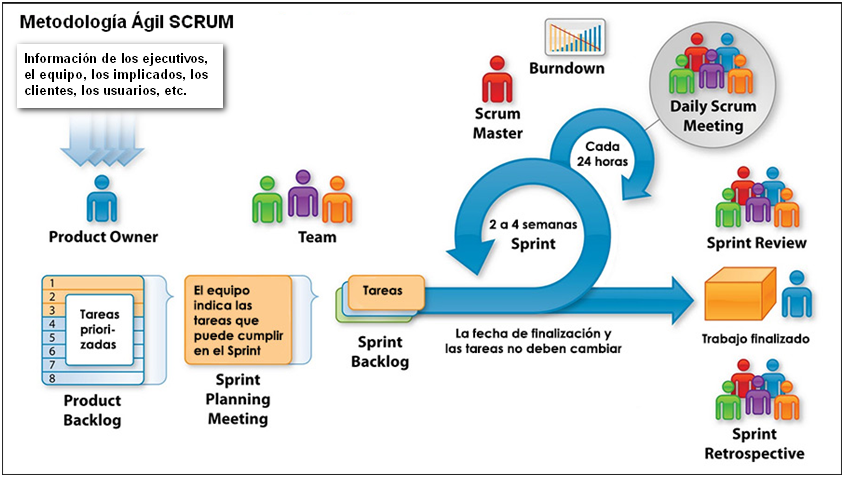 Metodología Ágil SCRUM
Información de los ejecutivos,
el equipo, los implicados, los
clientes, los usuarios, etc.
Burndown
Scrum
Master
Daily Scrum
Meeting
Cada
24 horas
Product Owner
Team
2 a 4 semanas
Sprint
Sprint Review
1
2
3
4
5
6
7
8
Tareas
priori-
zadas
El equipo
indica las
tareas que
puede cumplir
en el Sprint
Tareas
Product
Backlog
Sprint
Planning
Meeting
Sprint
Backlog
La fecha de finalización y
las tareas no deben cambiar
Trabajo finalizado
Sprint
Retrospective